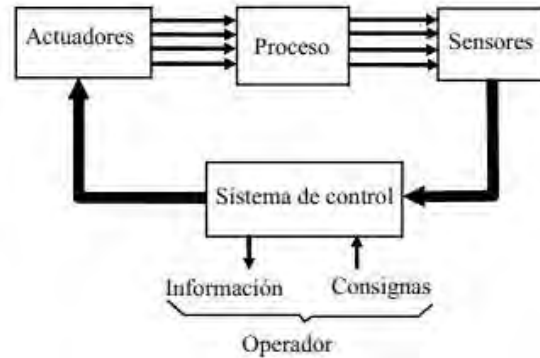 Actuadores
Proceso
Sensores
Sistema de control
Información
Consignas
Operador